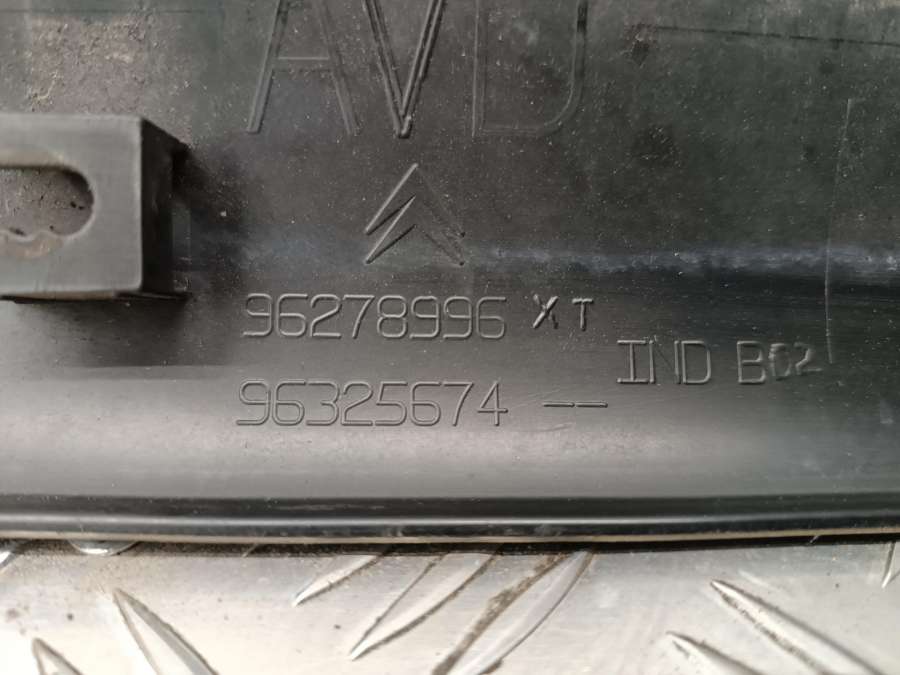 AVD
96278996 XT
IND B02
96325674 --